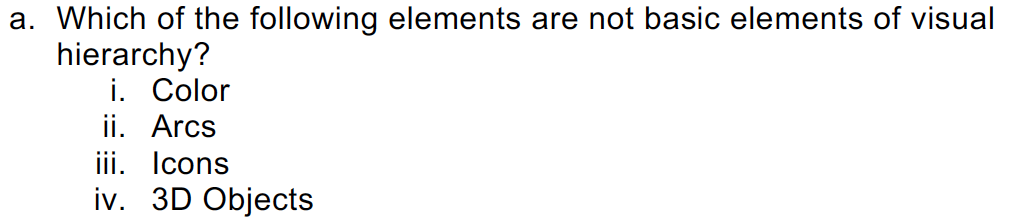 a. Which of the following elements are not basic elements of visual
hierarchy?
i. Color
ii. Arcs
iii. Icons
iv. 3D Objects